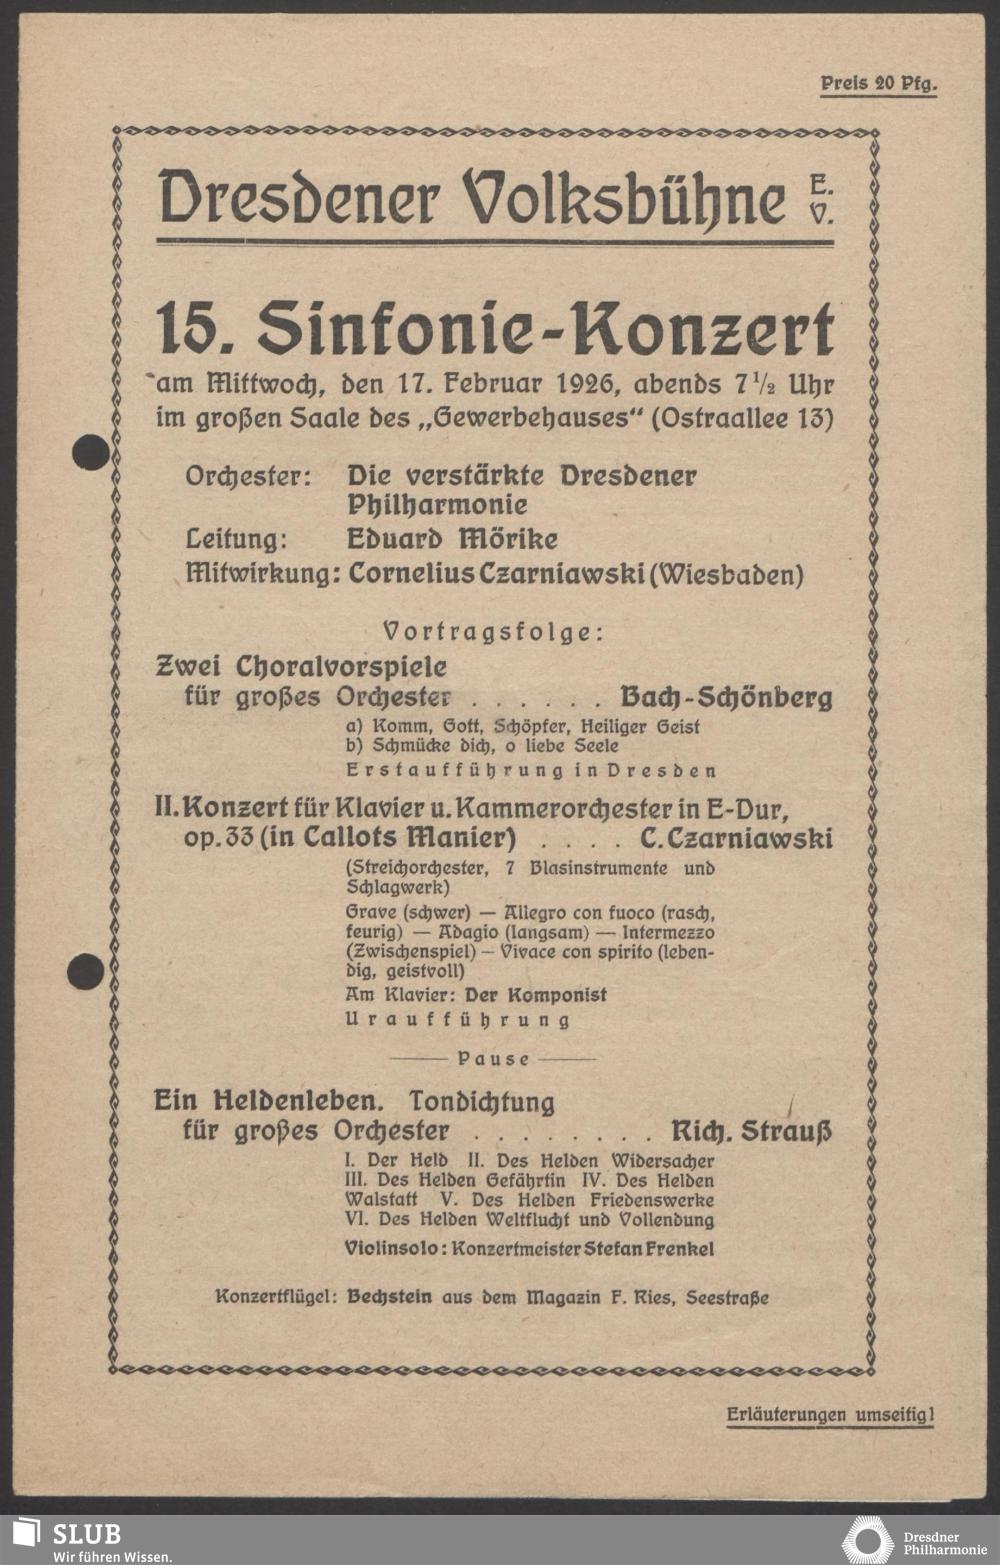 Preis 20 Pfg.
Dresdener Volksbühne E. V.
15. Sinfonie-Konzert
am Mittwoch, den 17. Februar 1926, abends 7 1/2 Uhr
im großen Saale des „Gewerbehauses“ (Ostraallee 13)
Orchester: Die verstärkte Dresdener
Philharmonie
Leitung: Eduard Mörike
Mitwirkung: Cornelius Czarniawski (Wiesbaden)
Vortragsfolge:
Zwei Choralvorspiele
für großes Orchester . . . . . . Bach-Schönberg
a) Komm, Gott, Schöpfer, Heiliger Geist
b) Schmücke dich, o liebe Seele
Erstaufführung in Dresden
II. Konzert für Klavier u. Kammerorchester in E-Dur,
op. 33 (in Callots Manier) . . . . C. Czarniawski
(Streichorchester, 7 Blasinstrumente und
Schlagwerk)
Grave (schwer) — Allegro con fuoco (rasch,
feurig) — Adagio (langsam) — Intermezzo
(Zwischenspiel) – Vivace con spirito (leben-
dig, geistvoll)
Am Klavier: Der Komponist
Uraufführung
Pause
Ein Heldenleben. Tondichtung
für großes Orchester . . . . . . . . Rich. Strauß
I. Der Held II. Des Helden Widersacher
III. Des Helden Gefährtin IV. Des Helden
Walstatt V. Des Helden Friedenswerke
VI. Des Helden Weltflucht und Vollendung
Violinsolo: Konzertmeister Stefan Frenkel
Konzertflügel: Bechstein aus dem Magazin F. Ries, Seestraße
Erläuterungen umseitig!
SLUB
Wir führen Wissen.
Dresdner
Philharmonie